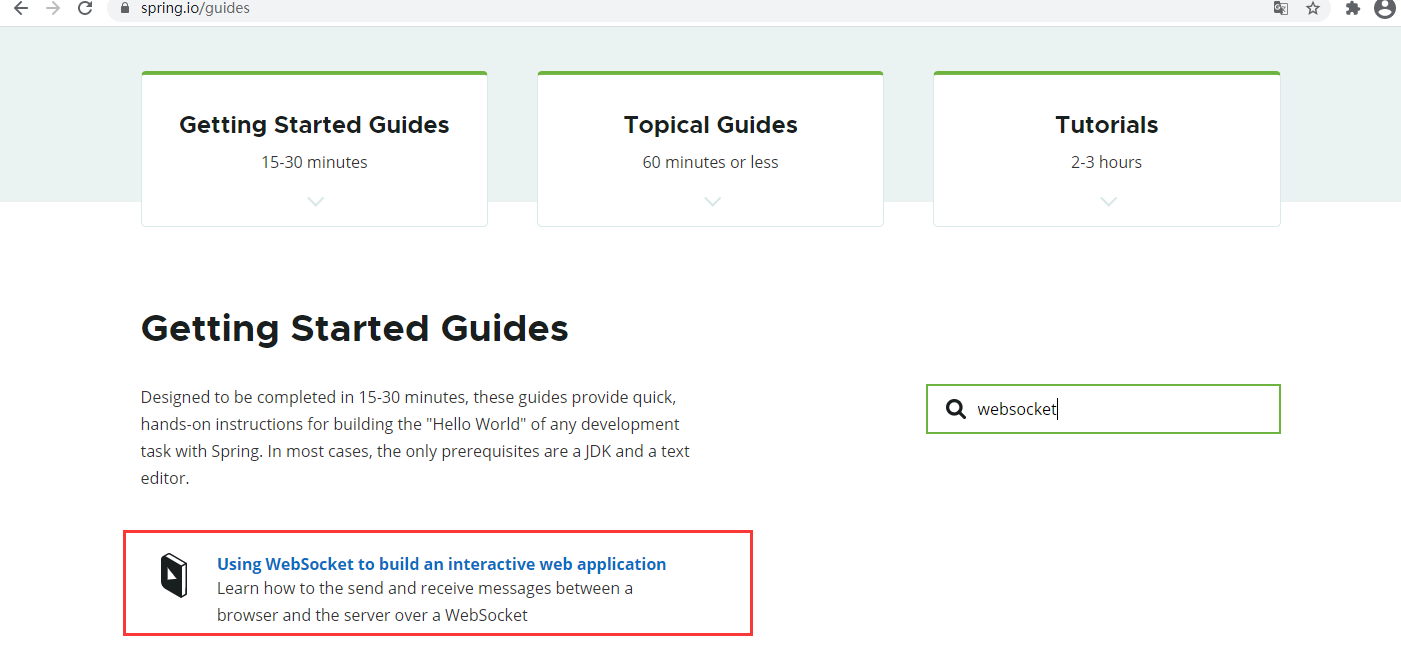 spring.io/guides
Getting Started Guides
15-30 minutes
Topical Guides
60 minutes or less
Tutorials
2-3 hours
Getting Started Guides
Designed to be completed in 15-30 minutes, these guides provide quick,
hands-on instructions for building the "Hello World" of any development
task with Spring. In most cases, the only prerequisites are a JDK and a text
editor.
websocket
Using WebSocket to build an interactive web application
Learn how to the send and receive messages between a
browser and the server over a WebSocket